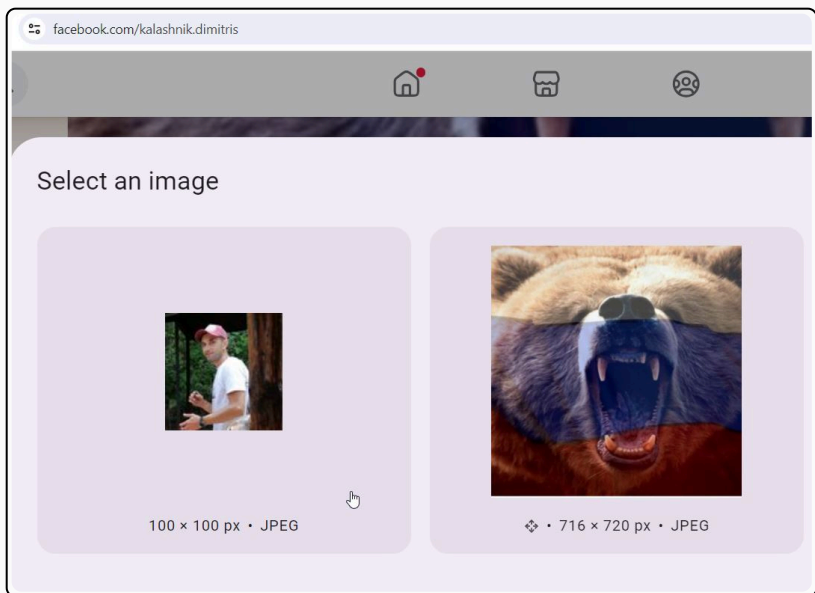 facebook.com/kalashnik.dimitris
Select an image
100 × 100 px • JPEG
• 716 × 720 px • JPEG